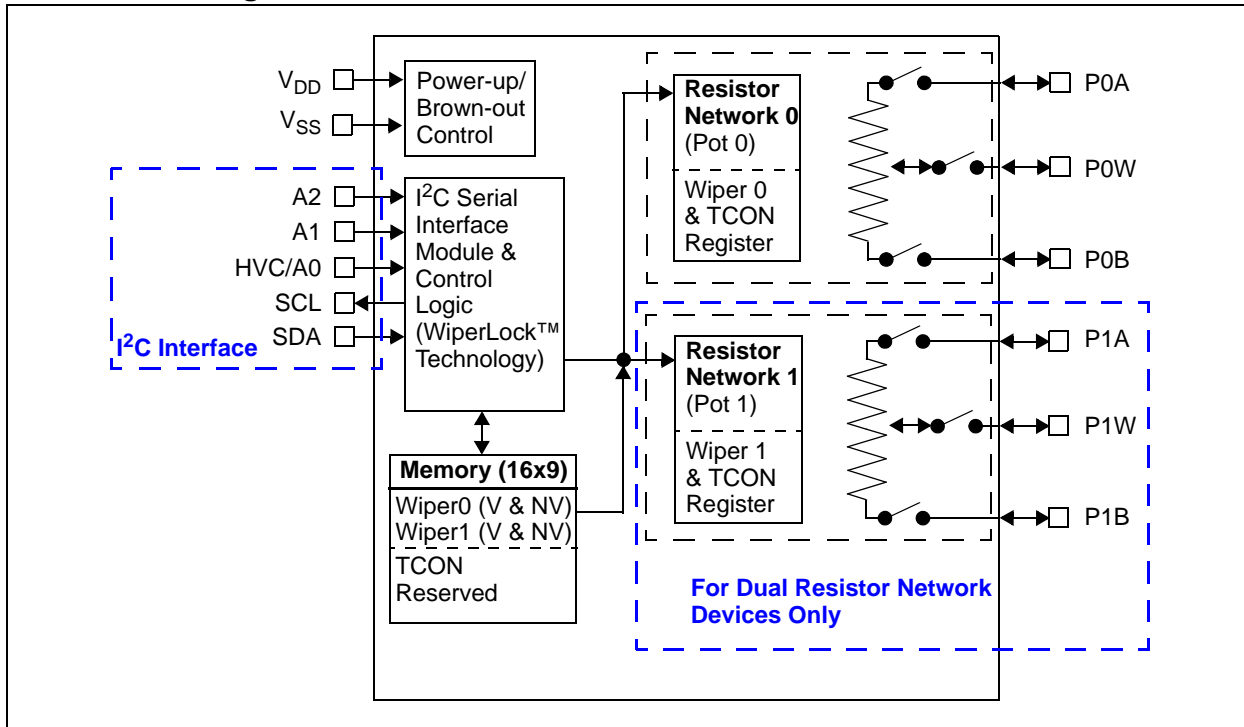 V_DD
V_SS
Power-up/
Brown-out
Control
A2
A1
HVC/A0
SCL
SDA
I²C Interface
I²C Serial
Interface
Module &
Control
Logic
(WiperLock™
Technology)
Memory (16x9)
Wiper0 (V & NV)
Wiper1 (V & NV)
TCON
Reserved
Resistor
Network 0
(Pot 0)
Wiper 0
& TCON
Register
P0A
P0W
P0B
Resistor
Network 1
(Pot 1)
Wiper 1
& TCON
Register
P1A
P1W
P1B
For Dual Resistor Network
Devices Only